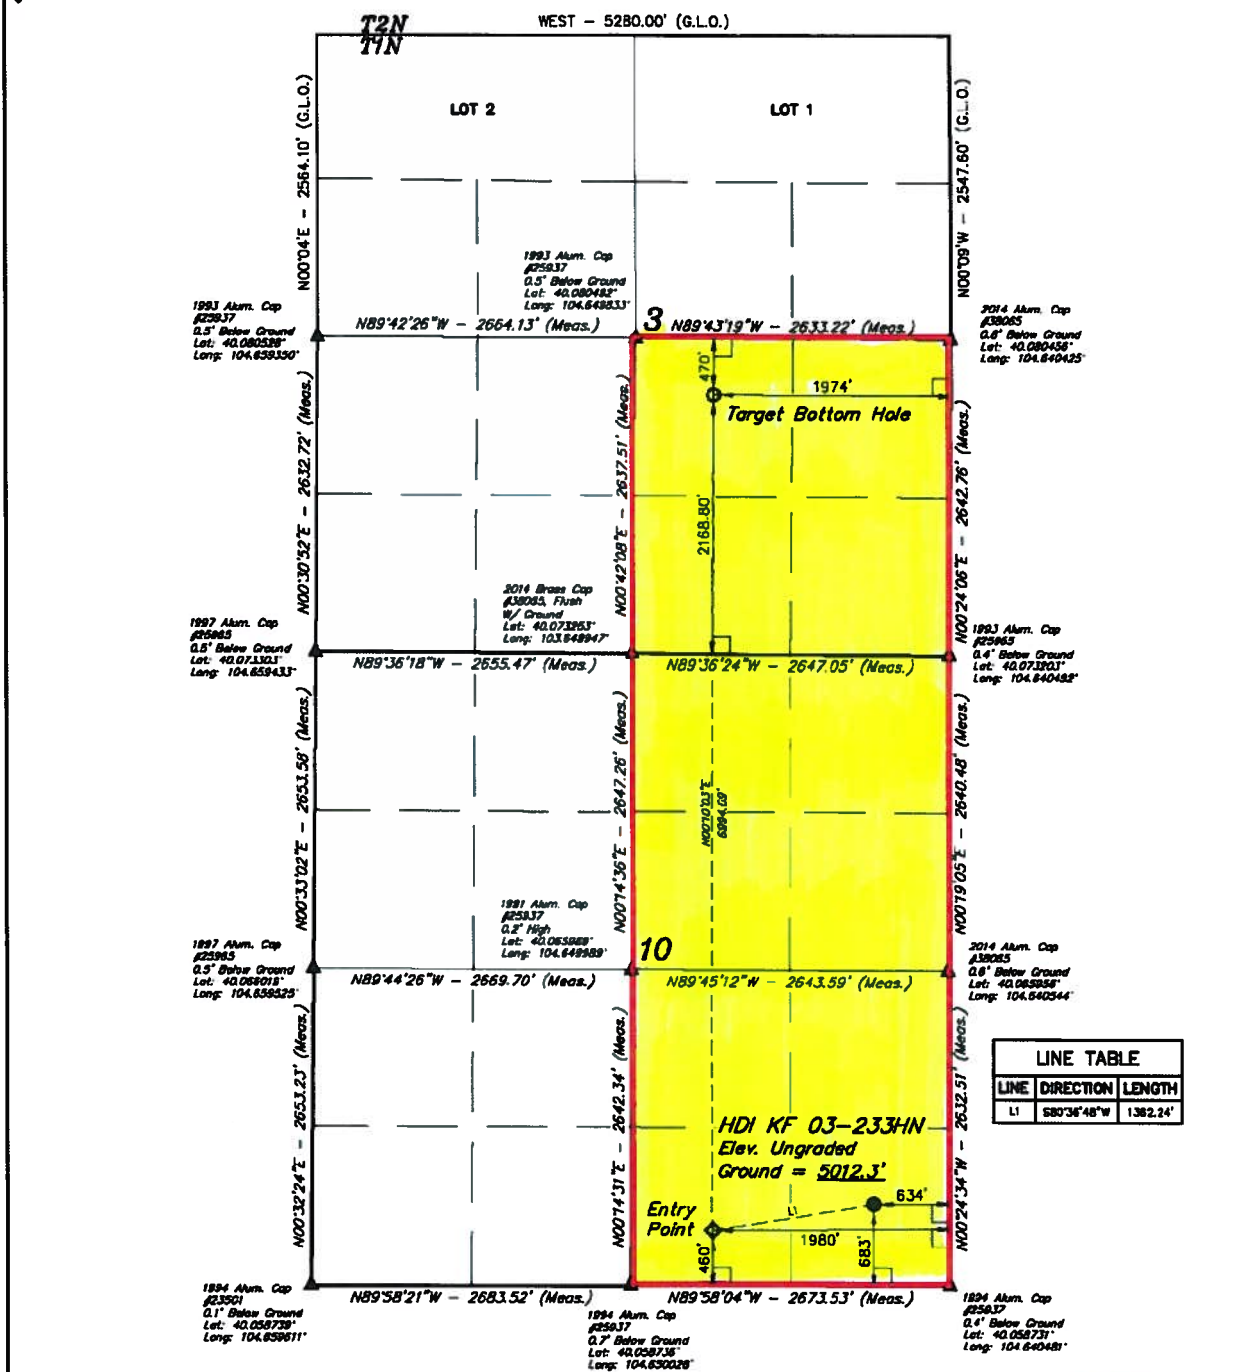 T2N
T1N
WEST - 5280.00' (G.L.O.)
N00°04'E - 2564.10' (G.L.O.)
LOT 2
LOT 1
N00°09'W - 2547.60' (G.L.O.)
1993 Alum. Cap
#25937
0.5' Below Ground
Lat: 40.080492°
Long: 104.649833°
1993 Alum. Cap
#25937
0.5' Below Ground
Lat: 40.080528°
Long: 104.659350°
N89°42'26"W - 2664.13' (Meas.)
3
N89°43'19"W - 2633.22' (Meas.)
2014 Alum. Cap
#38065
0.6' Below Ground
Lat: 40.080456°
Long: 104.640425°
470'
1974'
Target Bottom Hole
N00°30'52"E - 2632.72' (Meas.)
N00°42'08"E - 2637.51' (Meas.)
2168.80'
N00°24'06"E - 2642.76' (Meas.)
2014 Brass Cap
#38065, Flush
W/ Ground
Lat: 40.073253°
Long: 103.649947°
1997 Alum. Cap
#25965
0.5' Below Ground
Lat: 40.073303°
Long: 104.659433°
N89°36'18"W - 2655.47' (Meas.)
N89°36'24"W - 2647.05' (Meas.)
1993 Alum. Cap
#25965
0.4' Below Ground
Lat: 40.073203°
Long: 104.640492°
N00°33'02"E - 2653.58' (Meas.)
N00°14'36"E - 2647.26' (Meas.)
N00°10'03"E
6994.09'
N00°19'05"E - 2640.48' (Meas.)
1991 Alum. Cap
#25937
0.2' High
Lat: 40.065989°
Long: 104.649989°
1997 Alum. Cap
#25965
0.5' Below Ground
Lat: 40.066019°
Long: 104.659525°
N89°44'26"W - 2669.70' (Meas.)
10
N89°45'12"W - 2643.59' (Meas.)
2014 Alum. Cap
#38065
0.8' Below Ground
Lat: 40.065956°
Long: 104.640544°
LINE TABLE
LINE DIRECTION LENGTH
L1 S80°36'48"W 1362.24'
N00°32'24"E - 2653.23' (Meas.)
N00°14'31"E - 2642.34' (Meas.)
HDI KF 03-233HN
Elev. Ungraded
Ground = 5012.3'
N00°24'34"W - 2632.51' (Meas.)
Entry
Point
L1
634'
1980'
460'
683'
1994 Alum. Cap
#23501
0.1' Below Ground
Lat: 40.058739°
Long: 104.659611°
N89°58'21"W - 2683.52' (Meas.)
N89°58'04"W - 2673.53' (Meas.)
1994 Alum. Cap
#25937
0.7' Below Ground
Lat: 40.058736°
Long: 104.650028°
1994 Alum. Cap
#25937
0.4' Below Ground
Lat: 40.058731°
Long: 104.640481°